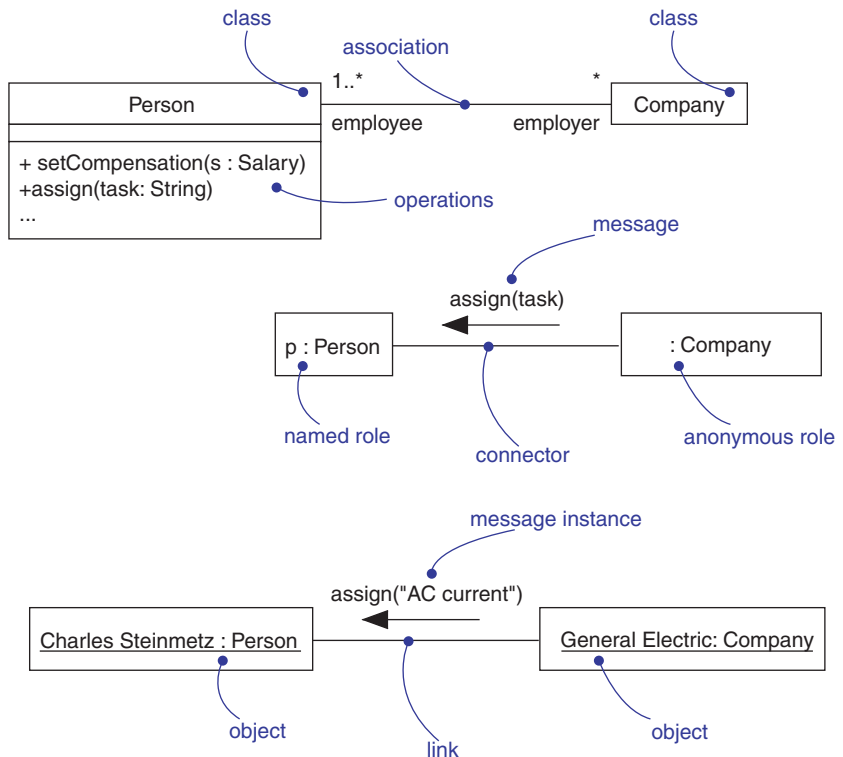 class
class
association
1..*
*
Person
Company
employee
employer
+ setCompensation(s : Salary)
+assign(task: String)
...
operations
message
assign(task)
p : Person
: Company
named role
anonymous role
connector
message instance
assign("AC current")
Charles Steinmetz : Person
General Electric: Company
object
object
link